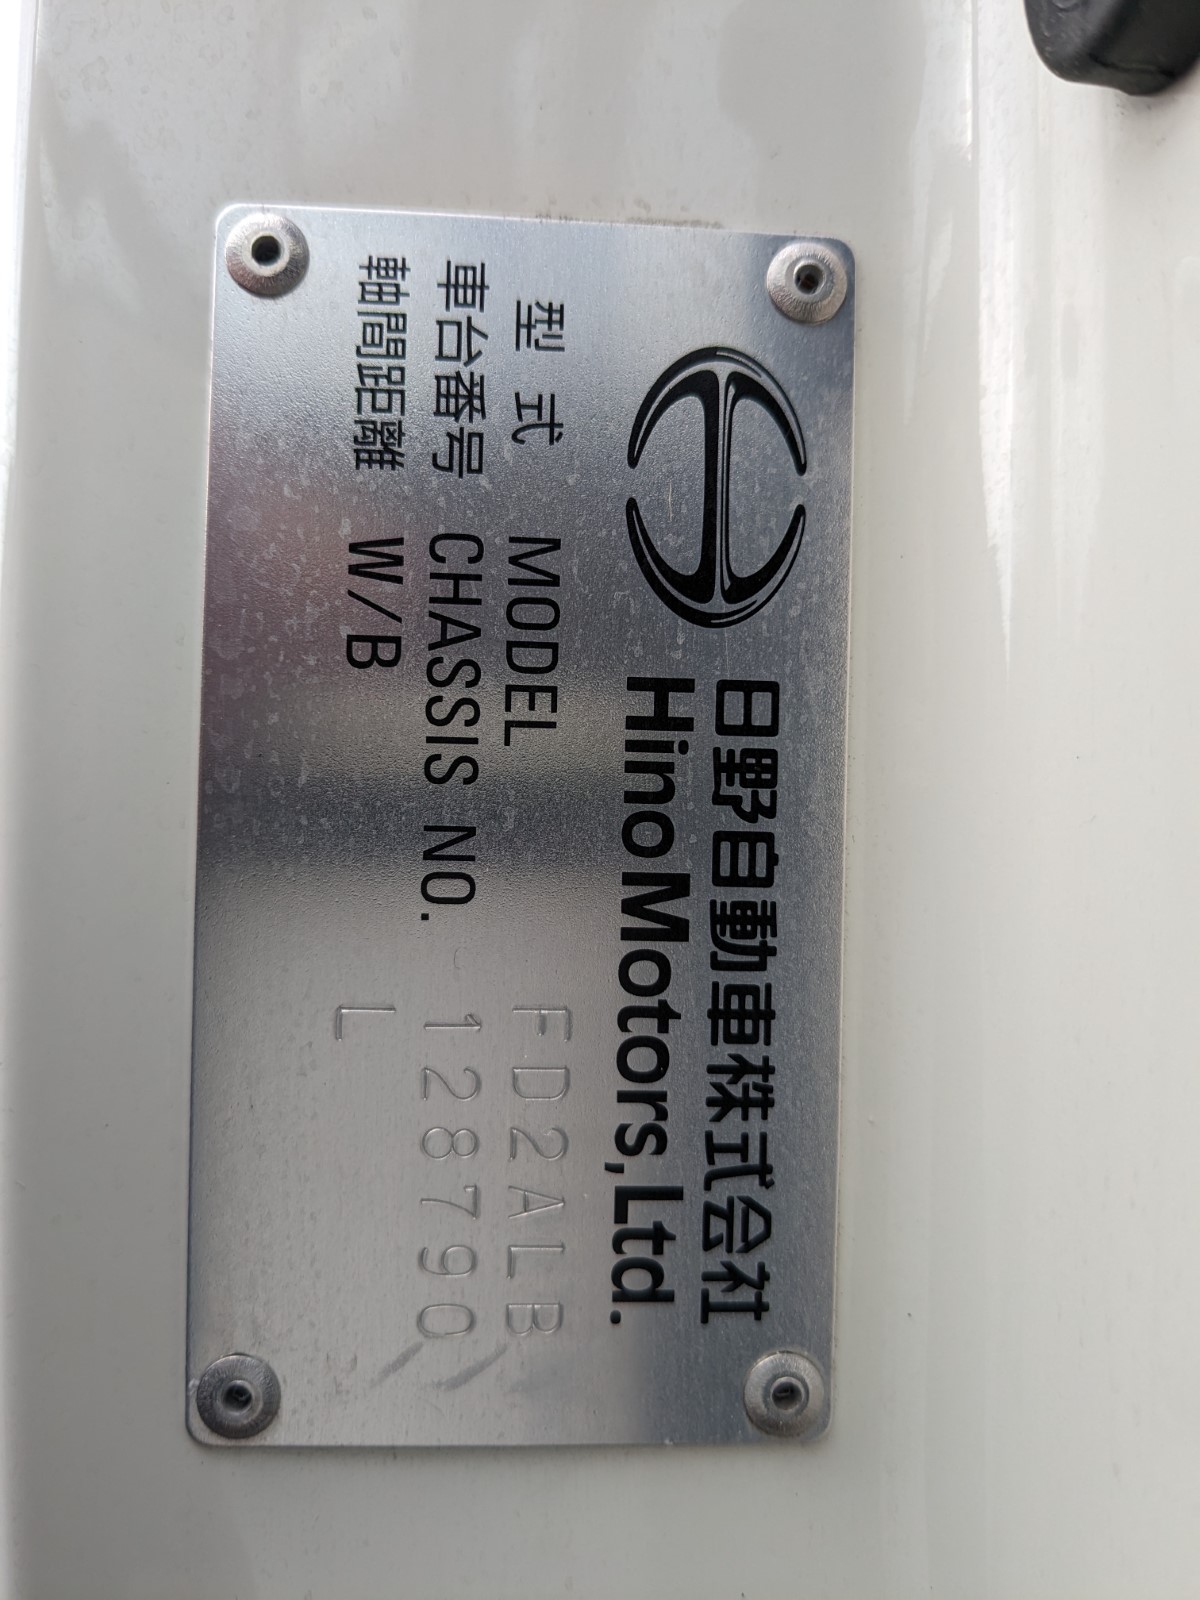 日野自動車株式会社
Hino Motors, Ltd.
型式 MODEL FD2ALB
車台番号 CHASSIS NO. 128790
軸間距離 W/B L